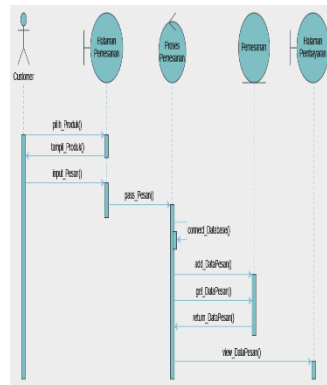 Customer
Halaman
Pemesanan
Proses
Pemesanan
Pemesanan
Halaman
Pembayaran
pilih_Produk()
tampil_Produk()
input_Pesan()
pass_Pesan()
connect_Database()
add_DataPesan()
get_DataPesan()
return_DataPesan()
view_DataPesan()